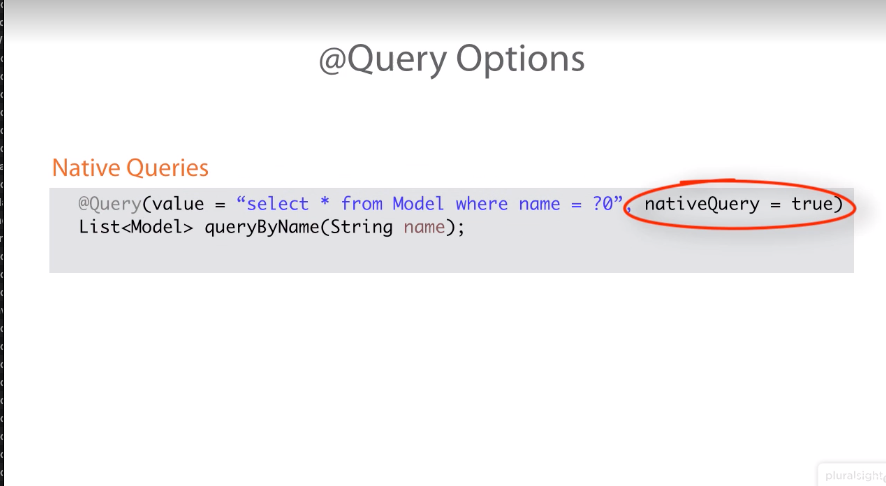 @Query Options
Native Queries
@Query(value = “select * from Model where name = ?0”, nativeQuery = true)
List<Model> queryByName(String name);
pluralsight